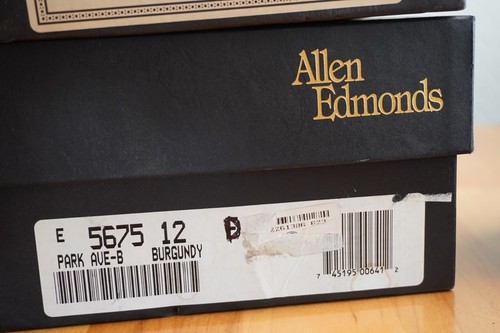 Allen
Edmonds
E 5675 12 D
PARK AVE-B BURGUNDY
7 45195 00641 2